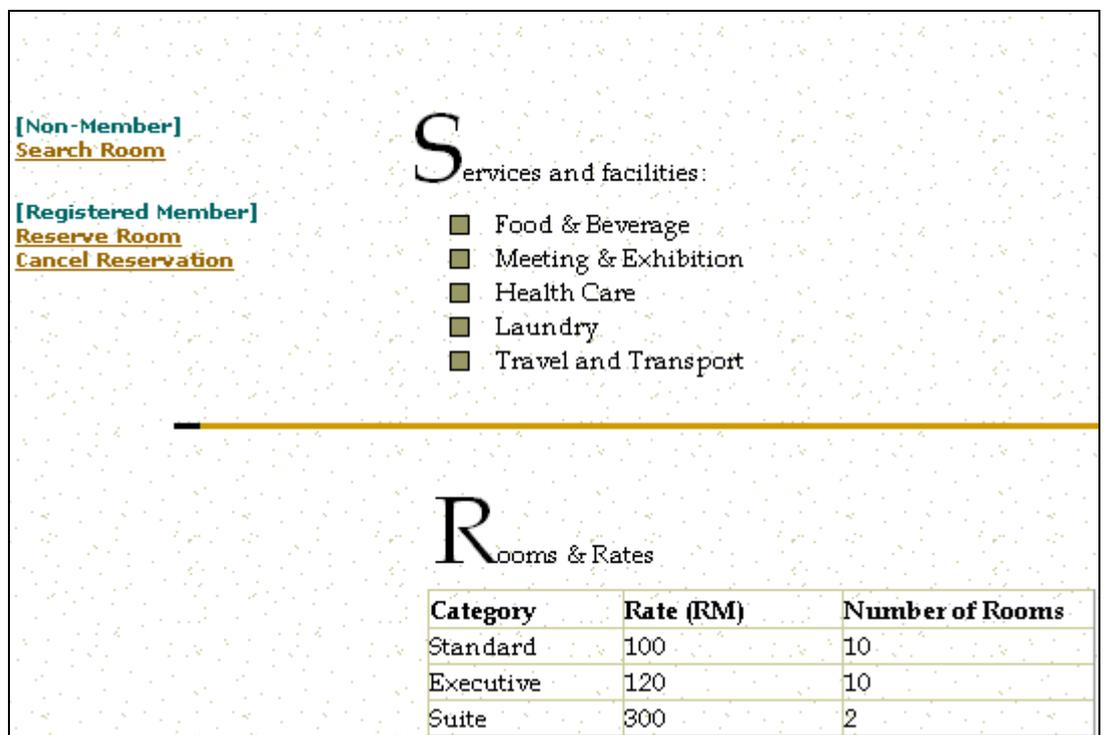 [Non-Member]
Search Room
[Registered Member]
Reserve Room
Cancel Reservation
Services and facilities:
Food & Beverage
Meeting & Exhibition
Health Care
Laundry
Travel and Transport
Rooms & Rates
Category Rate (RM) Number of Rooms
Standard 100 10
Executive 120 10
Suite 300 2